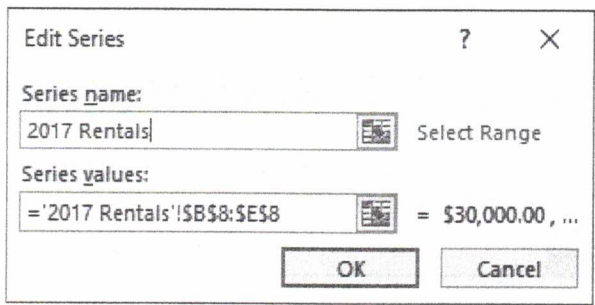 Edit Series ? ×
Series name:
2017 Rentals Select Range
Series values:
='2017 Rentals'!$B$8:$E$8 = $30,000.00 , ...
OK Cancel